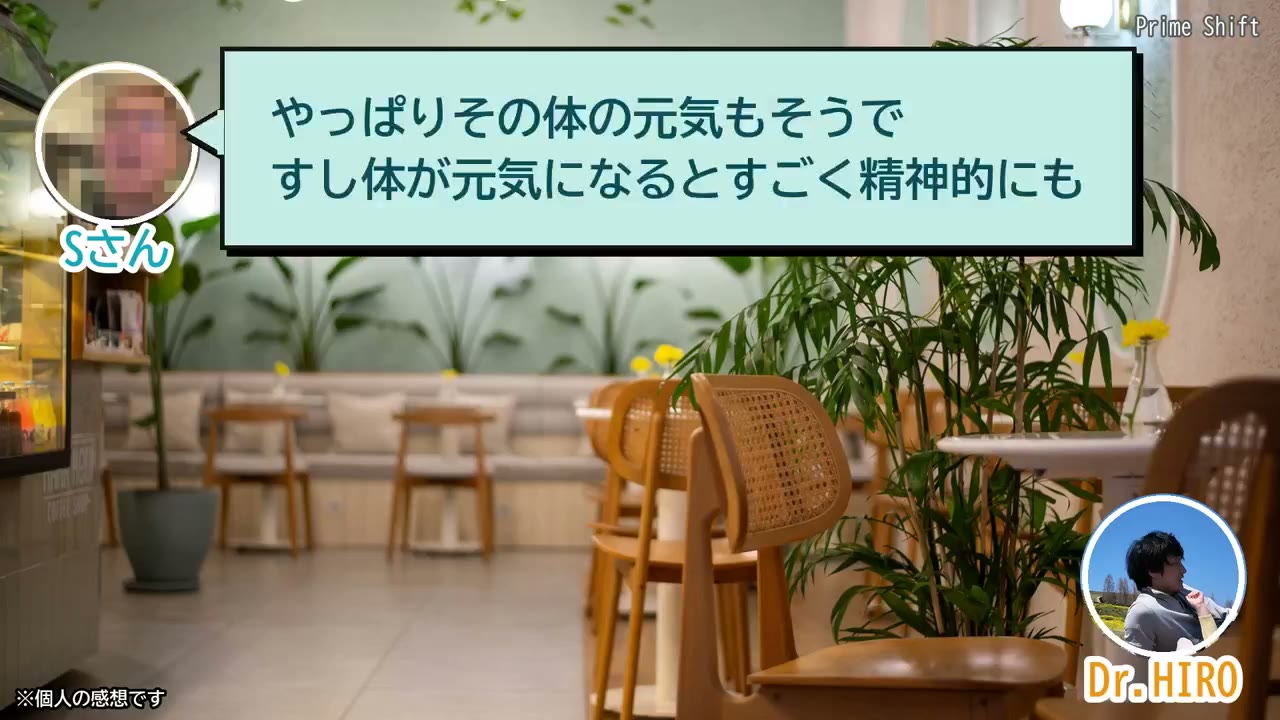 Prime Shift
やっぱりその体の元気もそうで
すし体が元気になるとすごく精神的にも
Sさん
Dr.HIRO
※個人の感想です